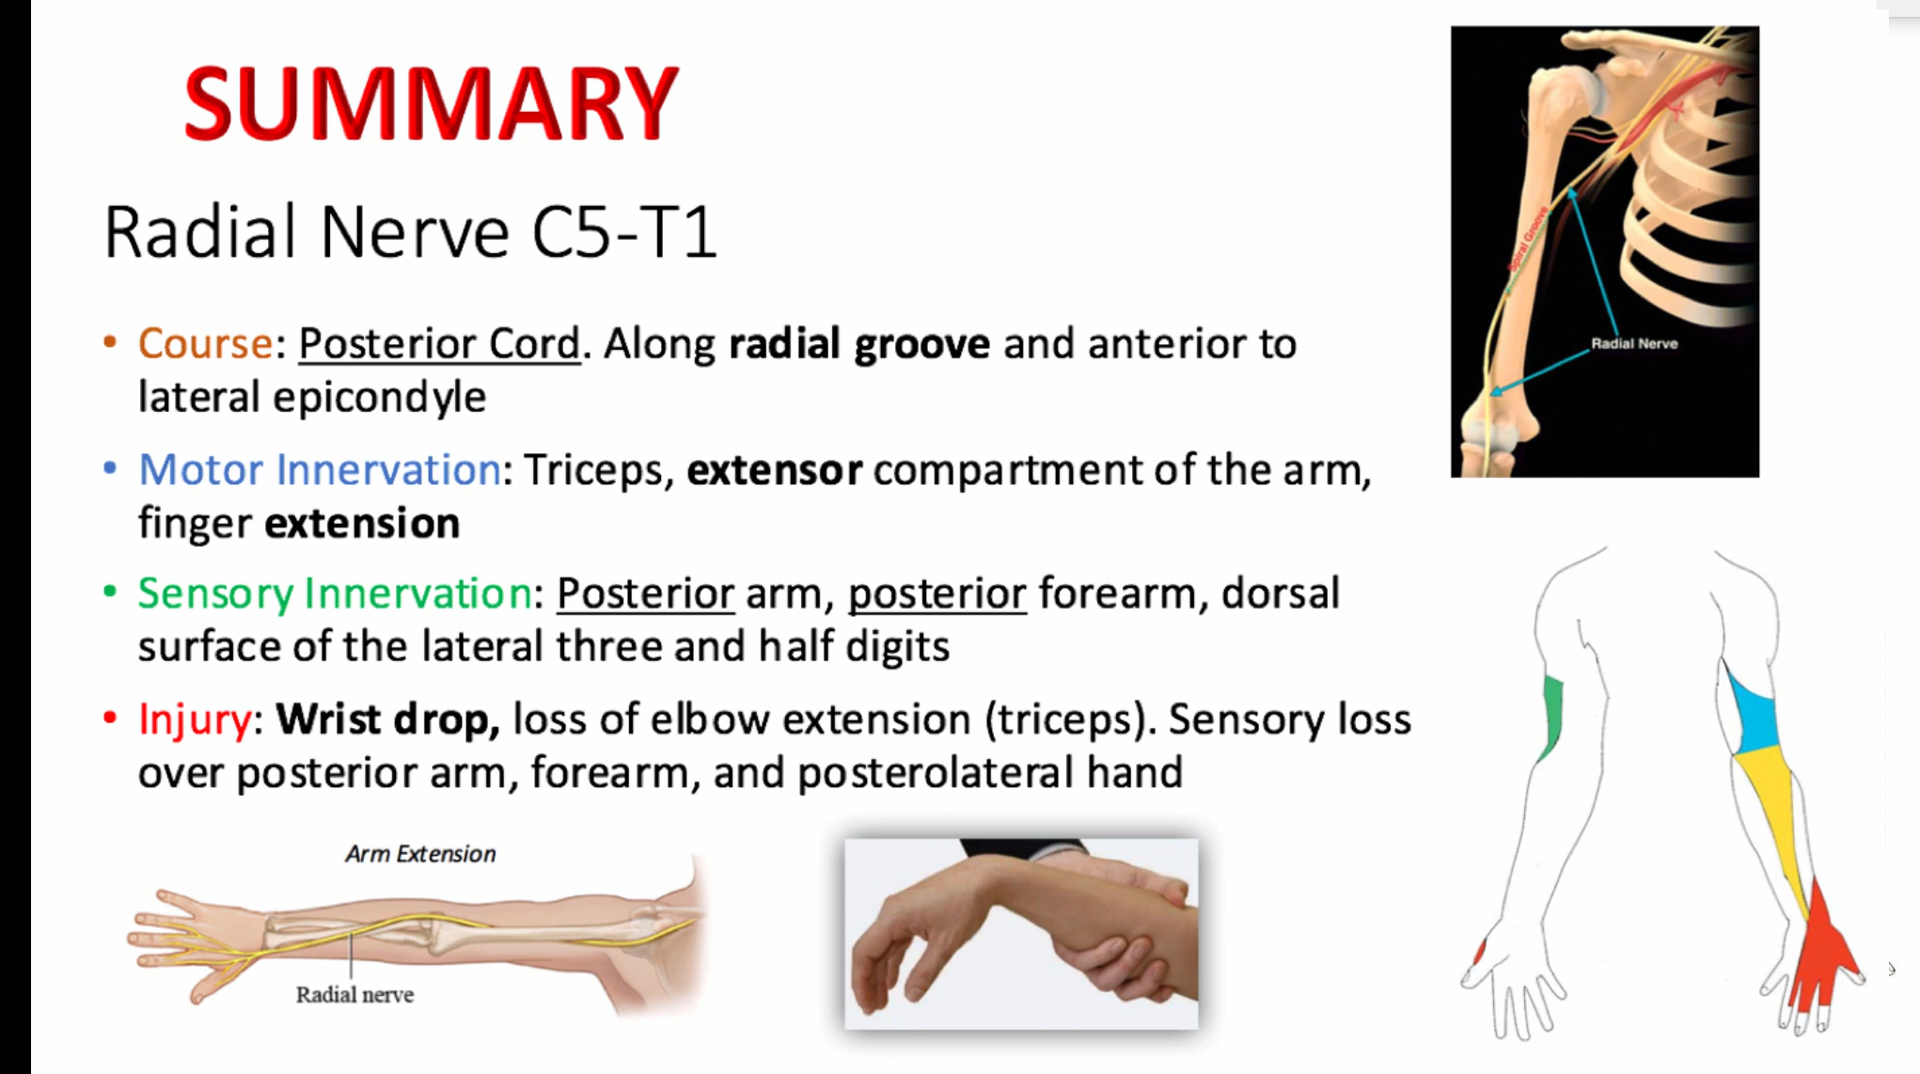 SUMMARY
Radial Nerve C5-T1
• Course: Posterior Cord. Along radial groove and anterior to
lateral epicondyle
• Motor Innervation: Triceps, extensor compartment of the arm,
finger extension
• Sensory Innervation: Posterior arm, posterior forearm, dorsal
surface of the lateral three and half digits
• Injury: Wrist drop, loss of elbow extension (triceps). Sensory loss
over posterior arm, forearm, and posterolateral hand
Arm Extension
Radial nerve
Spiral Groove
Radial Nerve